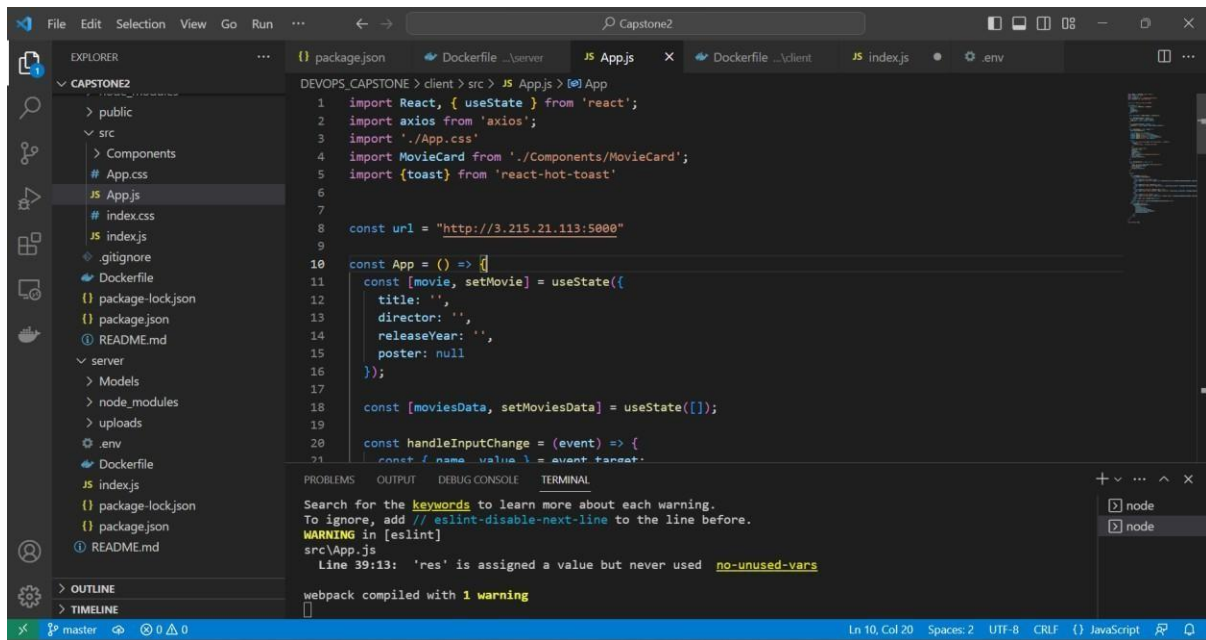 File Edit Selection View Go Run ··· Capstone2
EXPLORER ···
CAPSTONE2
> public
src
> Components
# App.css
JS App.js
# index.css
JS index.js
.gitignore
Dockerfile
{} package-lock.json
{} package.json
README.md
server
> Models
> node_modules
> uploads
.env
Dockerfile
JS index.js
{} package-lock.json
{} package.json
README.md
> OUTLINE
> TIMELINE
{} package.json Dockerfile ...\server JS App.js Dockerfile ...\client JS index.js .env
DEVOPS_CAPSTONE > client > src > JS App.js > App
1 import React, { useState } from 'react';
2 import axios from 'axios';
3 import './App.css'
4 import MovieCard from './Components/MovieCard';
5 import {toast} from 'react-hot-toast'
6
7
8 const url = "http://3.215.21.113:5000"
9
10 const App = () => {
11 const [movie, setMovie] = useState({
12 title: '',
13 director: '',
14 releaseYear: '',
15 poster: null
16 });
17
18 const [moviesData, setMoviesData] = useState([]);
19
20 const handleInputChange = (event) => {
21 const { name, value } = event.target;
PROBLEMS OUTPUT DEBUG CONSOLE TERMINAL
Search for the keywords to learn more about each warning.
To ignore, add // eslint-disable-next-line to the line before.
WARNING in [eslint]
src\App.js
Line 39:13: 'res' is assigned a value but never used no-unused-vars
webpack compiled with 1 warning
node
node
1
master 0 0 Ln 10, Col 20 Spaces: 2 UTF-8 CRLF {} JavaScript